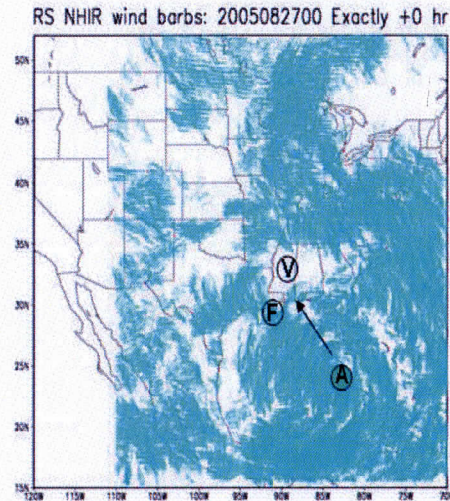 RS NHIR wind barbs: 2005082700 Exactly +0 hr
50N
45N
40N
V
35N
30N
F
25N
A
20N
15N
120W 115W 110W 105W 100W 95W 90W 85W 80W 75W 70